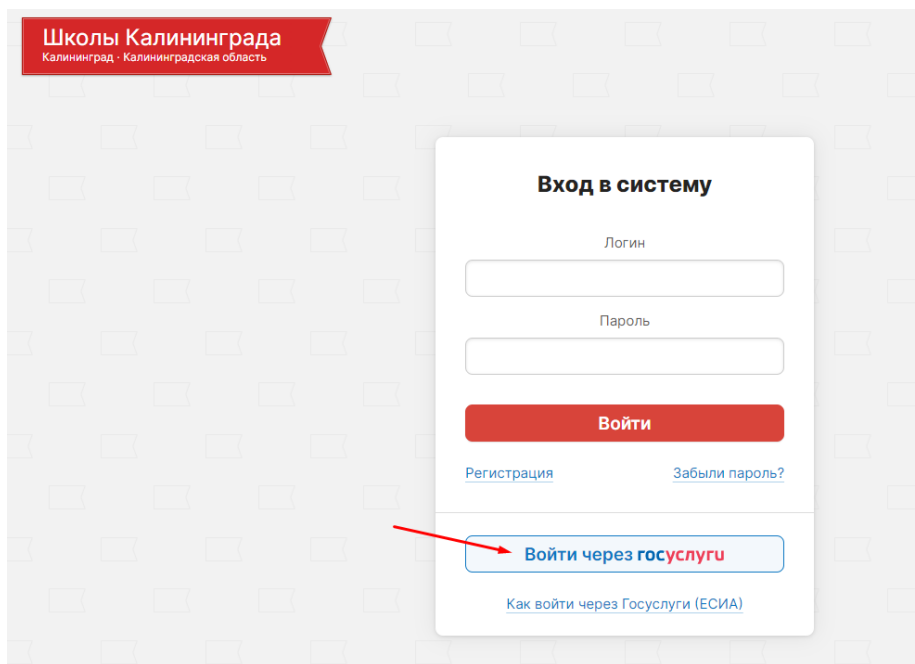 Школы Калининграда
Калининград · Калининградская область
Вход в систему
Логин
Пароль
Войти
Регистрация
Забыли пароль?
Войти через госуслуги
Как войти через Госуслуги (ЕСИА)